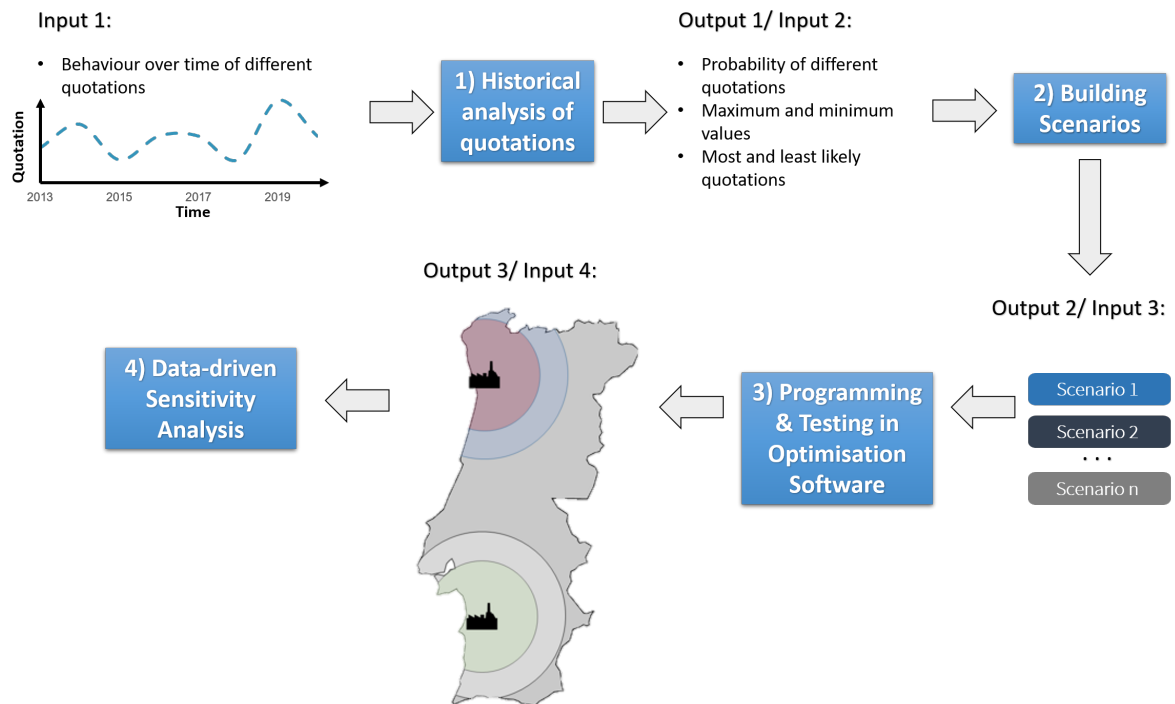 Input 1:
• Behaviour over time of different
quotations
Quotation
2013
2015
2017
2019
Time
1) Historical
analysis of
quotations
Output 1/ Input 2:
• Probability of different
quotations
• Maximum and minimum
values
• Most and least likely
quotations
2) Building
Scenarios
Output 2/ Input 3:
Scenario 1
Scenario 2
. . .
Scenario n
3) Programming
& Testing in
Optimisation
Software
Output 3/ Input 4:
4) Data-driven
Sensitivity
Analysis